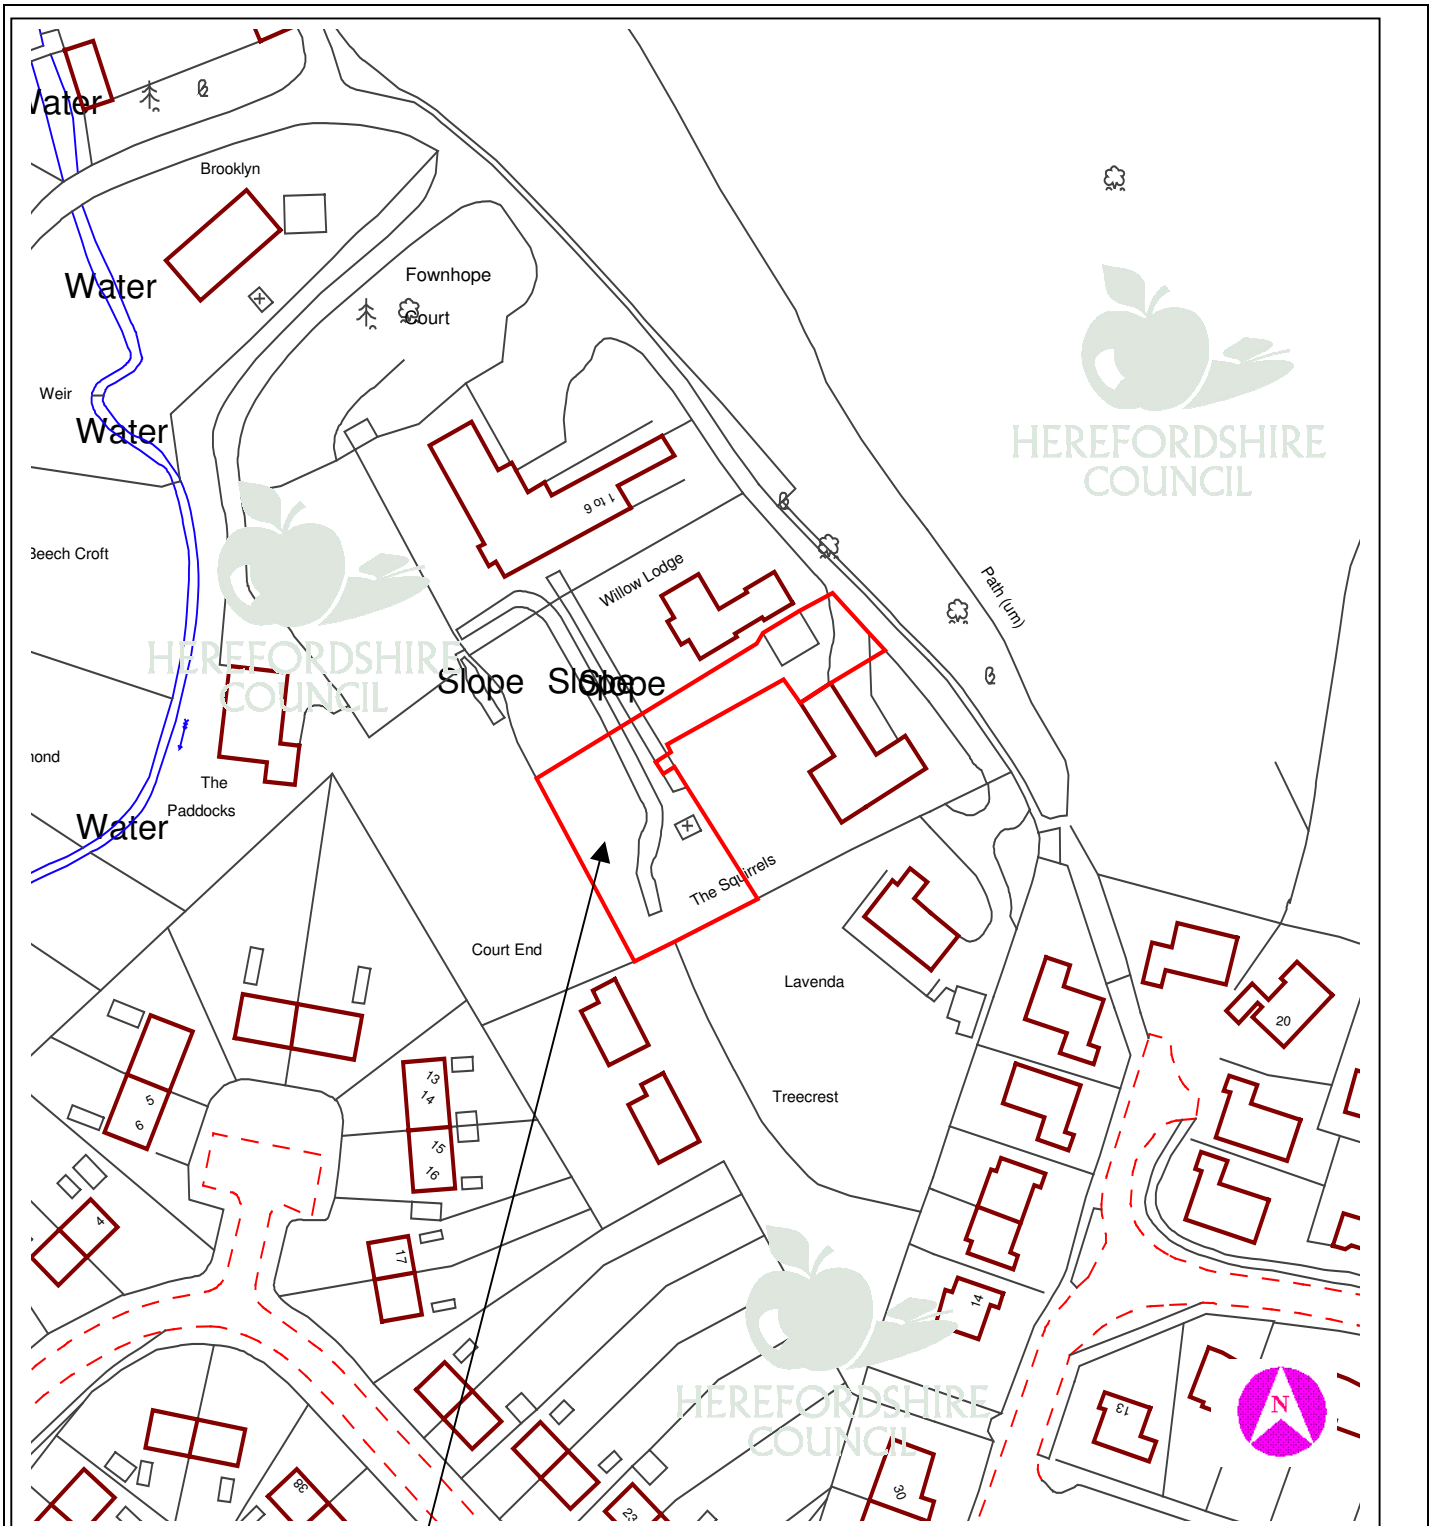 Water
Brooklyn
Water
Fownhope
Court
Weir
Water
HEREFORDSHIRE
COUNCIL
1 to 6
Beech Croft
Willow Lodge
Path (um)
HEREFORDSHIRE
COUNCIL
Slope
Slope
Slope
The
Paddocks
Water
The Squirrels
Court End
Lavenda
20
Treecrest
13
14
15
16
5
6
4
17
14
HEREFORDSHIRE
COUNCIL
N
13
38
30
23